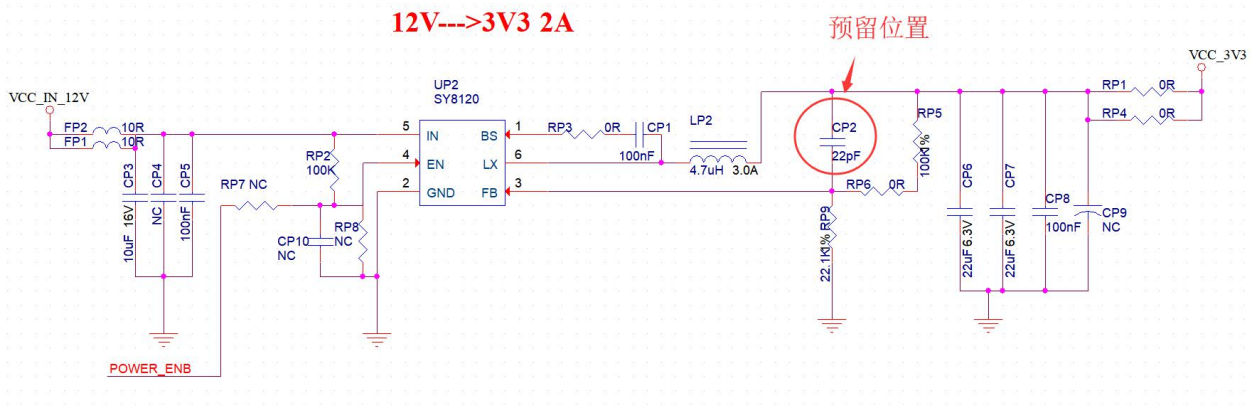 12V--->3V3 2A
预留位置
VCC_3V3
VCC_IN_12V
UP2
SY8120
FP2 10R
FP1 10R
5 IN BS 1
4 EN LX 6
2 GND FB 3
RP3 0R
CP1
100nF
LP2
4.7uH 3.0A
CP2
22pF
RP5
100K1%
RP1 0R
RP4 0R
RP2
100K
RP6 0R
RP7 NC
CP3
10uF 16V
CP4
NC
CP5
100nF
RP8
NC
CP10
NC
RP9
22.1K1%
CP6
22uF 6.3V
CP7
22uF 6.3V
CP8
100nF
CP9
NC
POWER_ENB